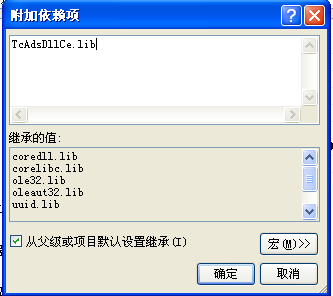 附加依赖项
TcAdsDllCe.lib
继承的值:
coredll.lib
corelibc.lib
ole32.lib
oleaut32.lib
uuid.lib
从父级或项目默认设置继承(I)
宏(M)>>
确定
取消